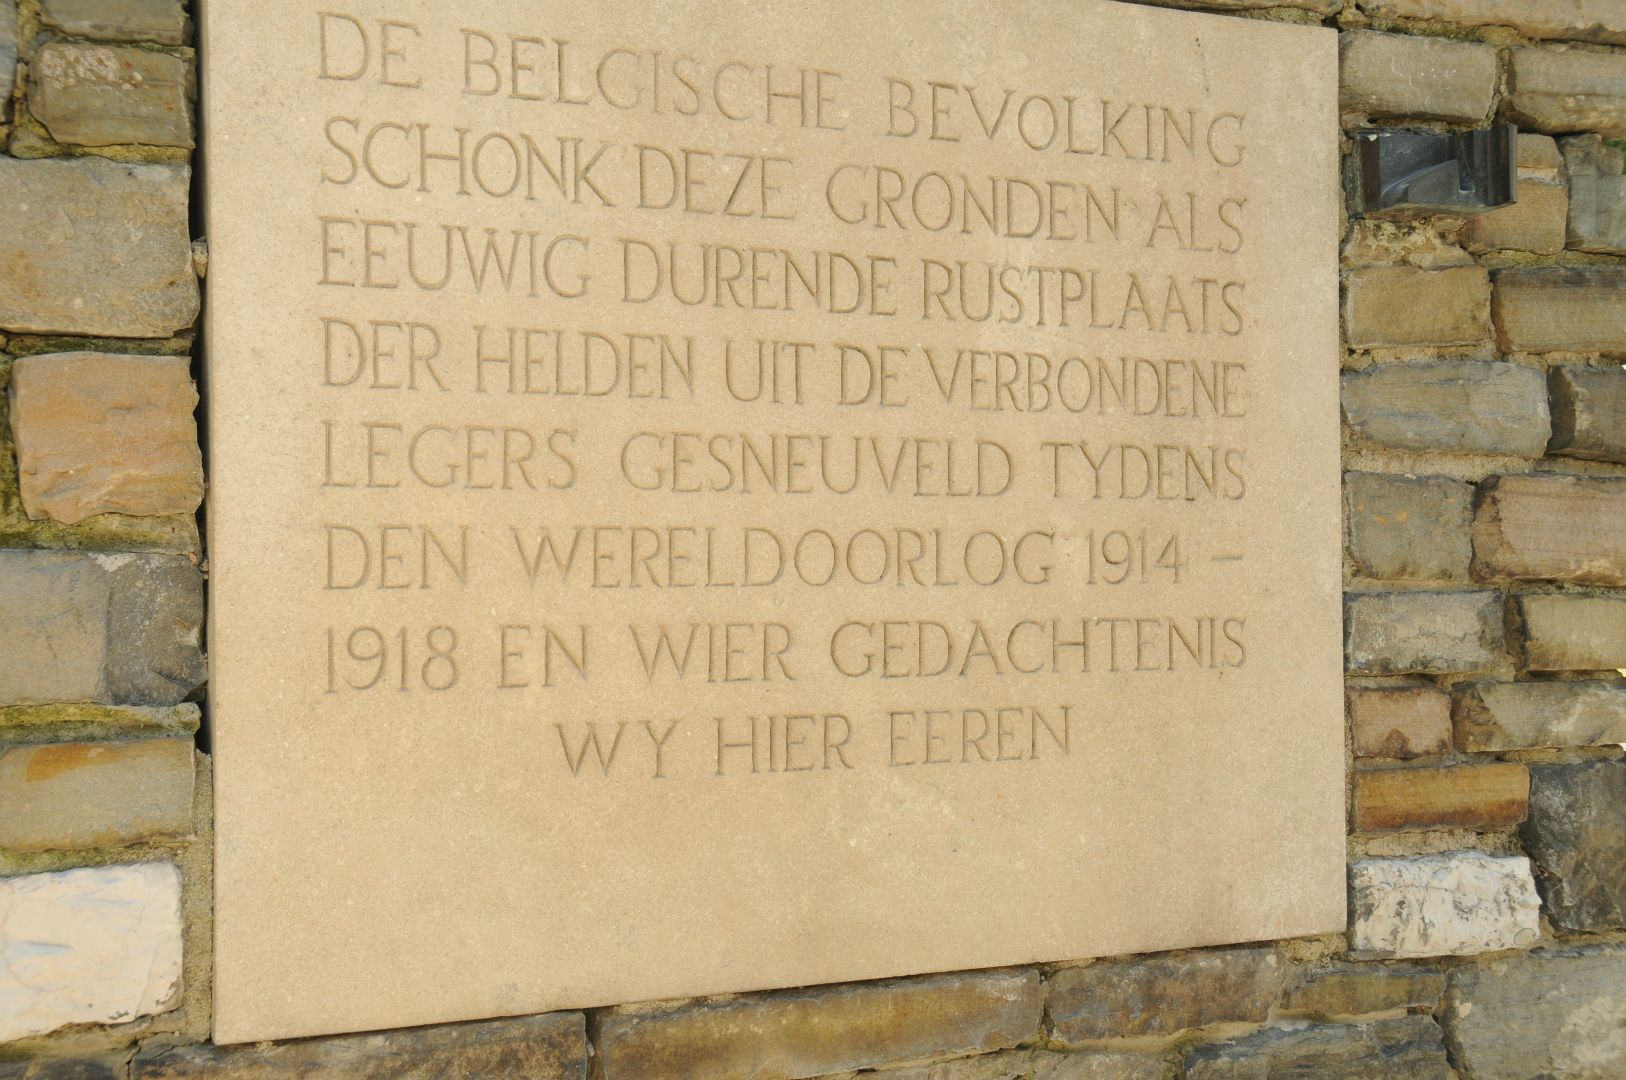 DE BELGISCHE BEVOLKING
SCHONK DEZE GRONDEN ALS
EEUWIG DURENDE RUSTPLAATS
DER HELDEN UIT DE VERBONDENE
LEGERS GESNEUVELD TYDENS
DEN WERELDOORLOG 1914 –
1918 EN WIER GEDACHTENIS
WY HIER EEREN